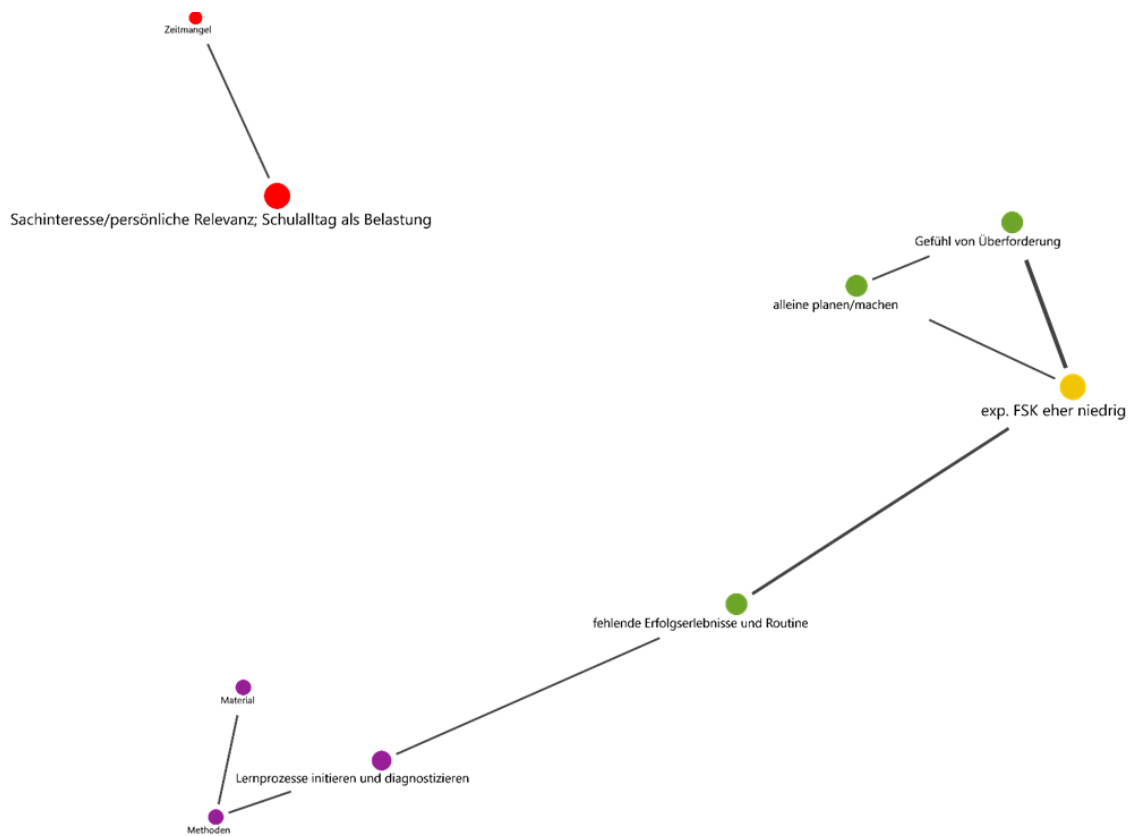 Zeitmangel
Sachinteresse/persönliche Relevanz; Schulalltag als Belastung
Gefühl von Überforderung
alleine planen/machen
exp. FSK eher niedrig
fehlende Erfolgserlebnisse und Routine
Material
Lernprozesse initieren und diagnostizieren
Methoden